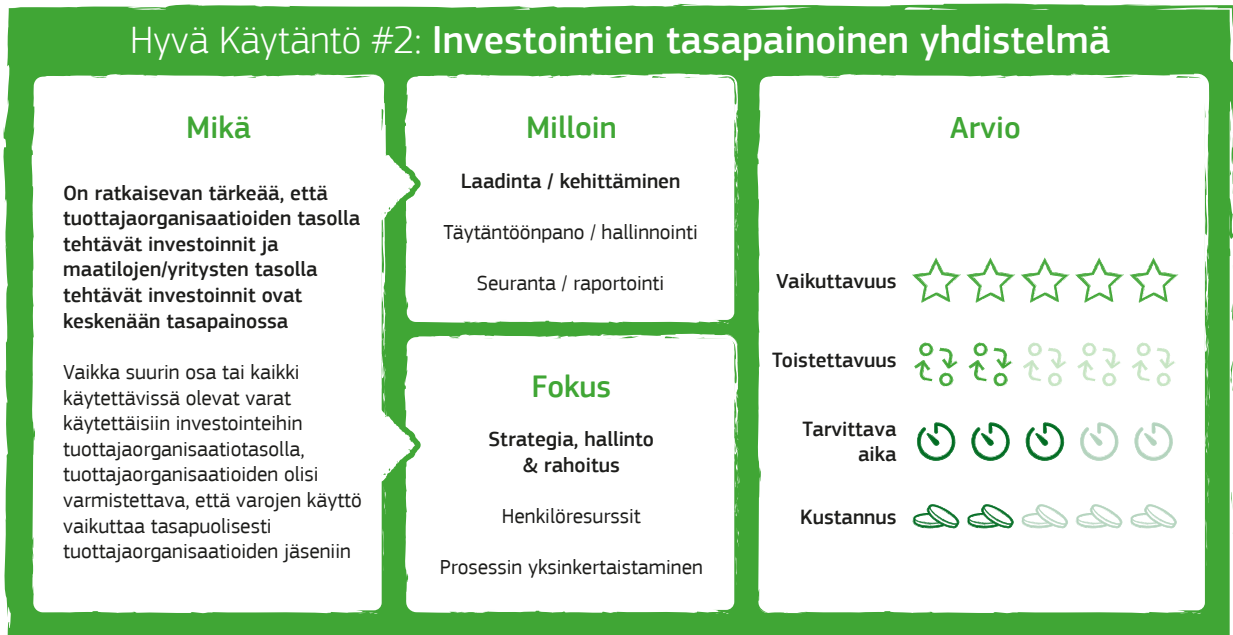 Hyvä Käytäntö #2: Investointien tasapainoinen yhdistelmä
Mikä
On ratkaisevan tärkeää, että
tuottajaorganisaatioiden tasolla
tehtävät investoinnit ja
maatilojen/yritysten tasolla
tehtävät investoinnit ovat
keskenään tasapainossa
Vaikka suurin osa tai kaikki
käytettävissä olevat varat
käytettäisiin investointeihin
tuottajaorganisaatiotasolla,
tuottajaorganisaatioiden olisi
varmistettava, että varojen käyttö
vaikuttaa tasapuolisesti
tuottajaorganisaatioiden jäseniin
Milloin
Laadinta / kehittäminen
Täytäntöönpano / hallinnointi
Seuranta / raportointi
Fokus
Strategia, hallinto
& rahoitus
Henkilöresurssit
Prosessin yksinkertaistaminen
Arvio
Vaikuttavuus
Toistettavuus
Tarvittava
aika
Kustannus